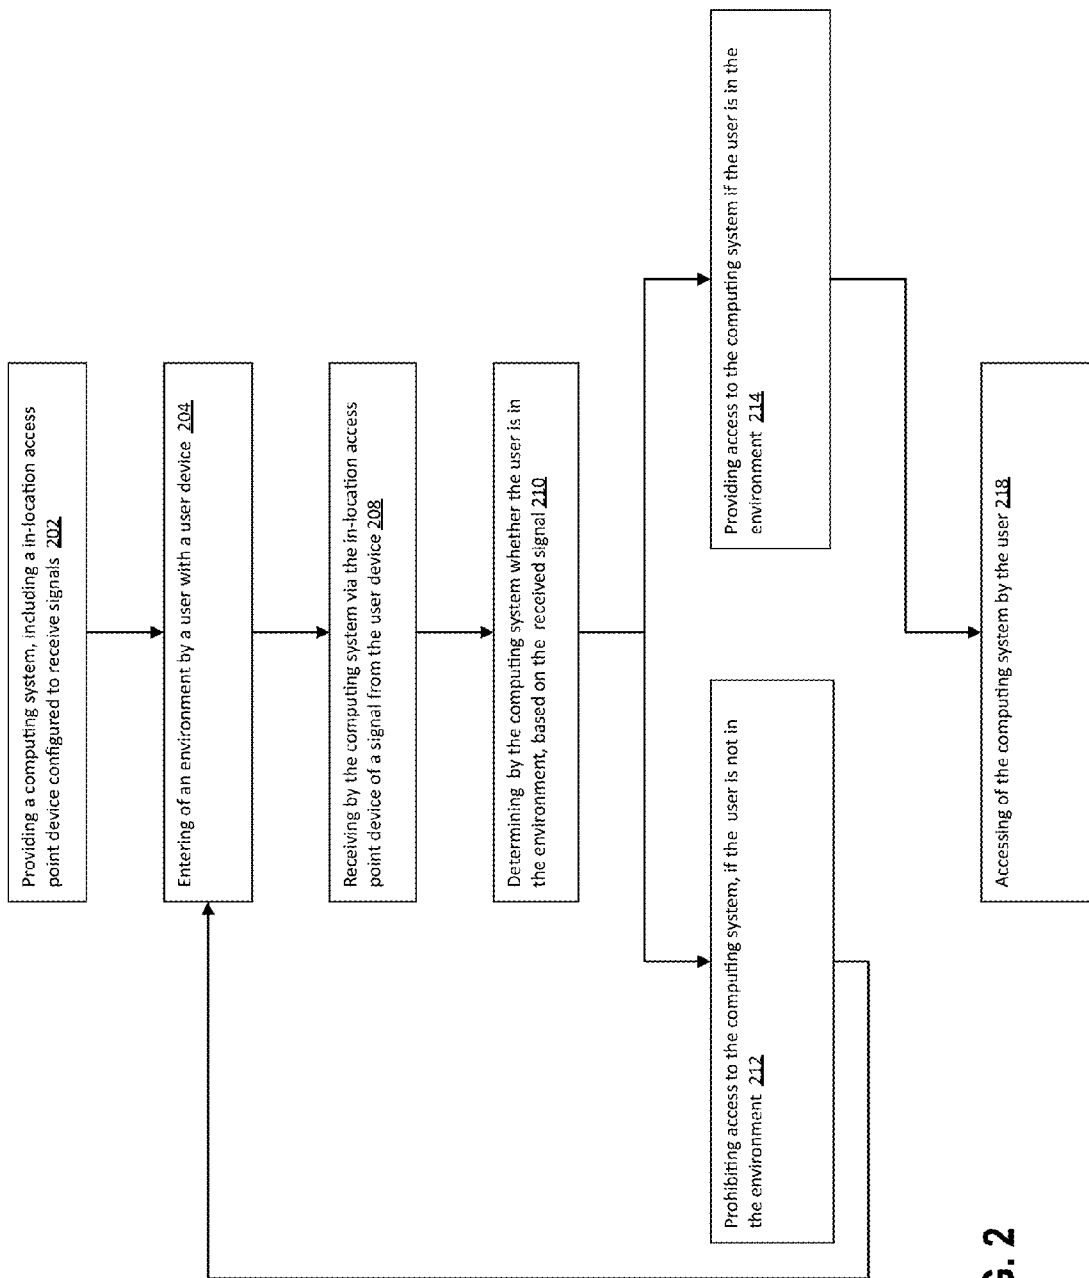 Providing a computing system, including a in-location access
point device configured to receive signals 202
Entering of an environment by a user with a user device 204
Receiving by the computing system via the in-location access
point device of a signal from the user device 208
Determining by the computing system whether the user is in
the environment, based on the received signal 210
Prohibiting access to the computing system, if the user is not in
the environment 212
Providing access to the computing system if the user is in the
environment 214
Accessing of the computing system by the user 218
G. 2